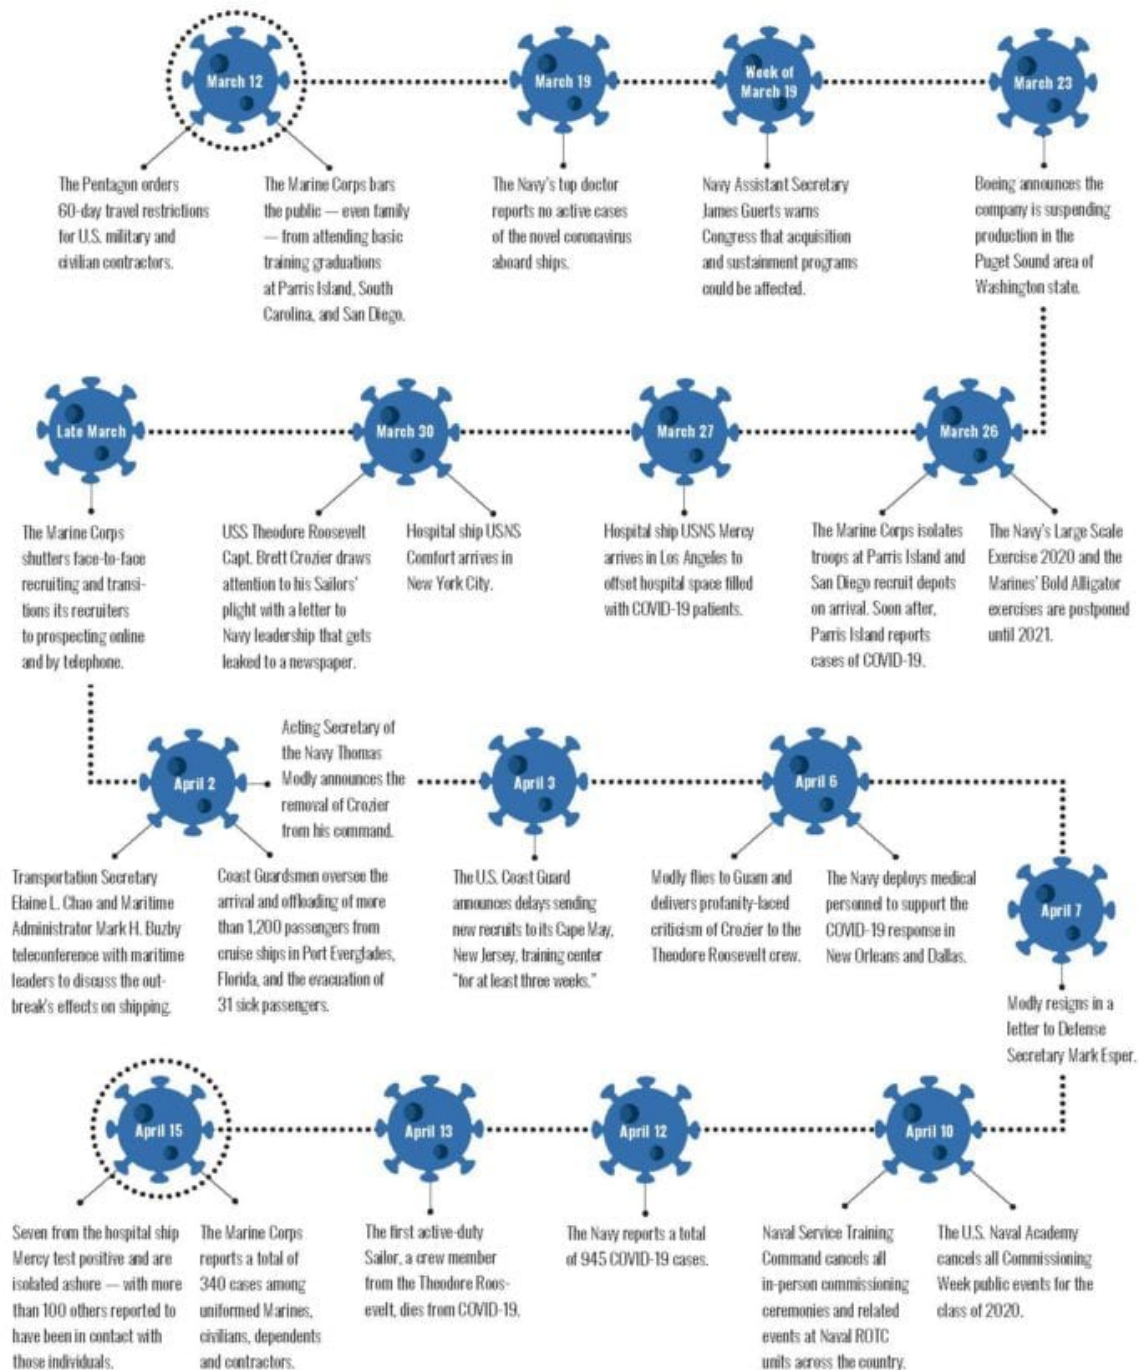 March 12
The Pentagon orders
60-day travel restrictions
for U.S. military and
civilian contractors.
The Marine Corps bars
the public — even family
— from attending basic
training graduations
at Parris Island, South
Carolina, and San Diego.
March 19
The Navy's top doctor
reports no active cases
of the novel coronavirus
aboard ships.
Week of
March 19
Navy Assistant Secretary
James Guerts warns
Congress that acquisition
and sustainment programs
could be affected.
March 23
Boeing announces the
company is suspending
production in the
Puget Sound area of
Washington state.
March 26
The Marine Corps isolates
troops at Parris Island and
San Diego recruit depots
on arrival. Soon after,
Parris Island reports
cases of COVID-19.
The Navy's Large Scale
Exercise 2020 and the
Marines' Bold Alligator
exercises are postponed
until 2021.
March 27
Hospital ship USNS Mercy
arrives in Los Angeles to
offset hospital space filled
with COVID-19 patients.
March 30
USS Theodore Roosevelt
Capt. Brett Crozier draws
attention to his Sailors'
plight with a letter to
Navy leadership that gets
leaked to a newspaper.
Hospital ship USNS
Comfort arrives in
New York City.
Late March
The Marine Corps
shutters face-to-face
recruiting and transi-
tions its recruiters
to prospecting online
and by telephone.
April 2
Acting Secretary of
the Navy Thomas
Modly announces the
removal of Crozier
from his command.
Transportation Secretary
Elaine L. Chao and Maritime
Administrator Mark H. Buzby
teleconference with maritime
leaders to discuss the out-
break's effects on shipping.
Coast Guardsmen oversee the
arrival and offloading of more
than 1,200 passengers from
cruise ships in Port Everglades,
Florida, and the evacuation of
31 sick passengers.
April 3
The U.S. Coast Guard
announces delays sending
new recruits to its Cape May,
New Jersey, training center
"for at least three weeks."
April 6
Modly flies to Guam and
delivers profanity-laced
criticism of Crozier to the
Theodore Roosevelt crew.
The Navy deploys medical
personnel to support the
COVID-19 response in
New Orleans and Dallas.
April 7
Modly resigns in a
letter to Defense
Secretary Mark Esper.
April 10
Naval Service Training
Command cancels all
in-person commissioning
ceremonies and related
events at Naval ROTC
units across the country.
The U.S. Naval Academy
cancels all Commissioning
Week public events for the
class of 2020.
April 12
The Navy reports a total
of 945 COVID-19 cases.
April 13
The first active-duty
Sailor, a crew member
from the Theodore Roos-
evelt, dies from COVID-19.
April 15
Seven from the hospital ship
Mercy test positive and are
isolated ashore — with more
than 100 others reported to
have been in contact with
those individuals.
The Marine Corps
reports a total of
340 cases among
uniformed Marines,
civilians, dependents
and contractors.